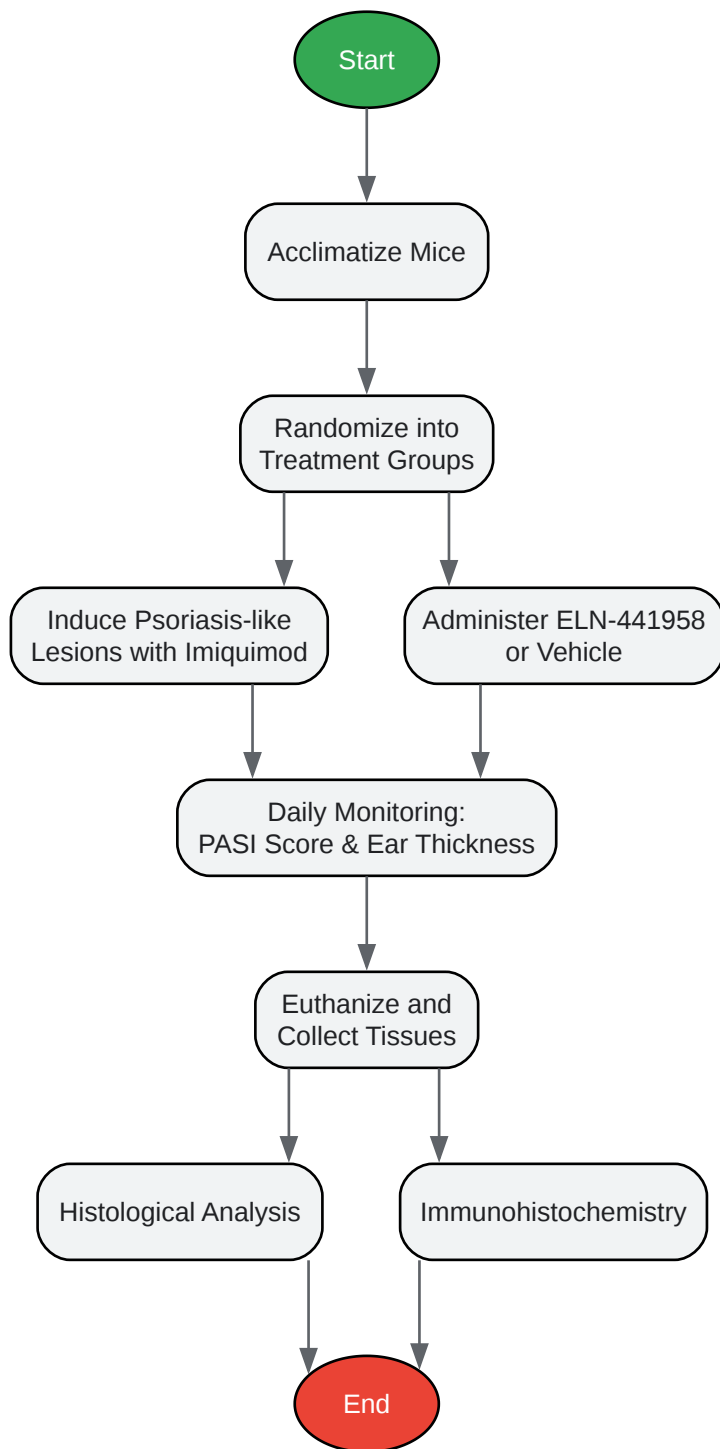 Start
Acclimatize Mice
Randomize into
Treatment Groups
Induce Psoriasis-like
Lesions with Imiquimod
Administer ELN-441958
or Vehicle
Daily Monitoring:
PASI Score & Ear Thickness
Euthanize and
Collect Tissues
Histological Analysis
Immunohistochemistry
End